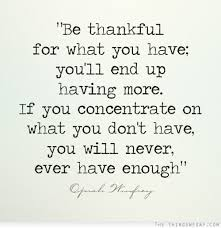 "Be thankful
for what you have;
you'll end up
having more.
If you concentrate on
what you don't have,
you will never,
ever have enough"
Oprah Winfrey